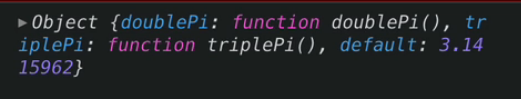 ▶Object {doublePi: function doublePi(), tr
iplePi: function triplePi(), default: 3.14
15962}